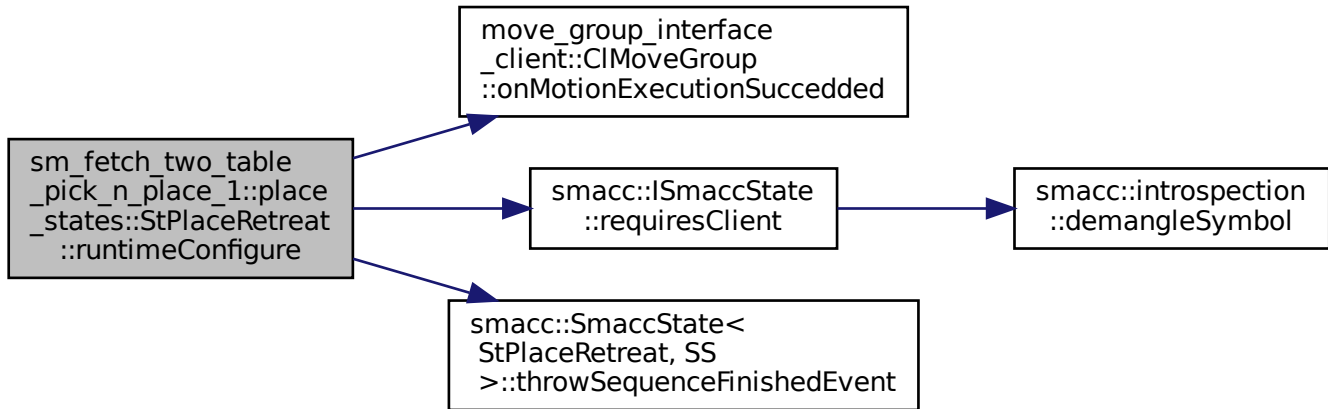 sm_fetch_two_table
_pick_n_place_1::place
_states::StPlaceRetreat
::runtimeConfigure
move_group_interface
_client::ClMoveGroup
::onMotionExecutionSuccedded
smacc::ISmaccState
::requiresClient
smacc::introspection
::demangleSymbol
smacc::SmaccState<
StPlaceRetreat, SS
>::throwSequenceFinishedEvent